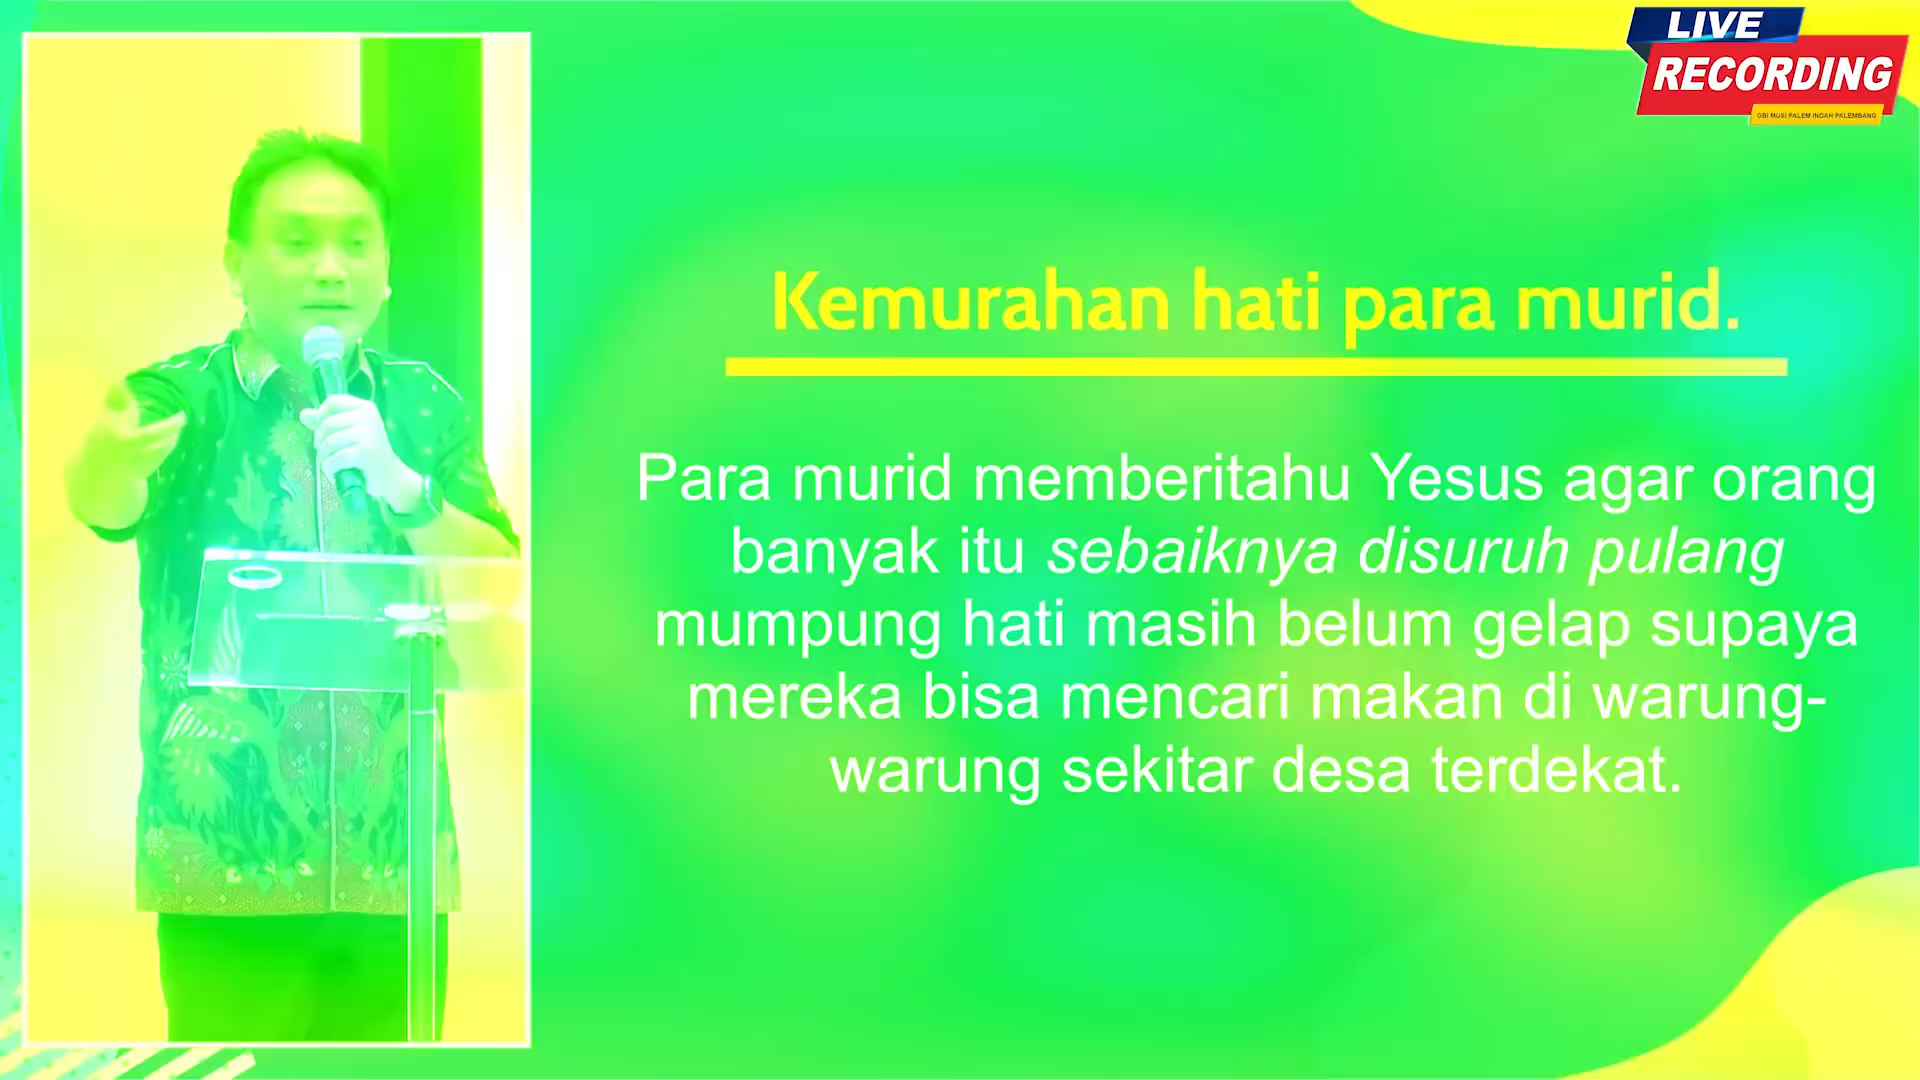 LIVE
RECORDING
GBI MUSI PALEM INDAH PALEMBANG
Kemurahan hati para murid.
Para murid memberitahu Yesus agar orang
banyak itu sebaiknya disuruh pulang
mumpung hati masih belum gelap supaya
mereka bisa mencari makan di warung-
warung sekitar desa terdekat.